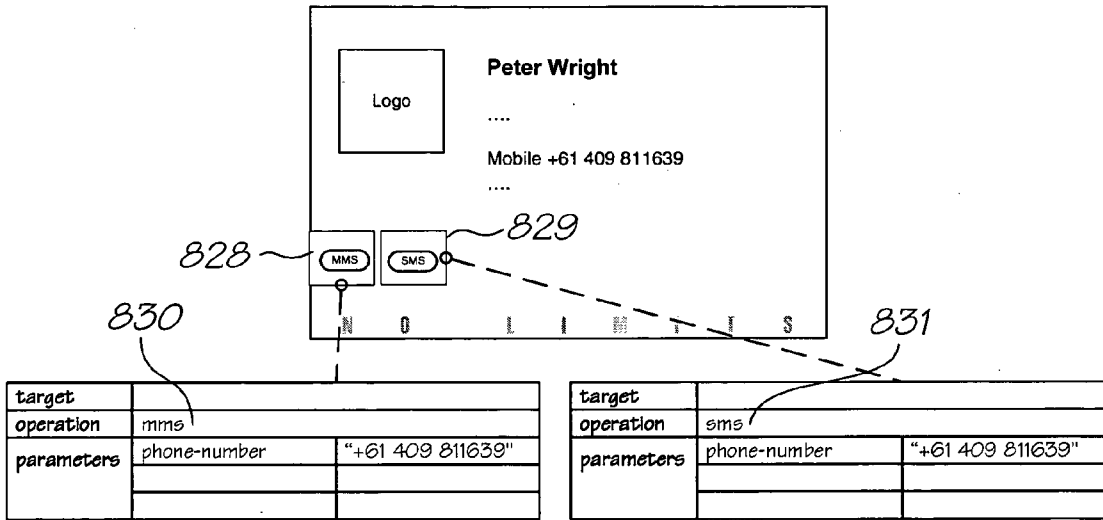 Logo
Peter Wright
....
Mobile +61 409 811639
....
828
829
MMS
SMS
N O L I M I T S
830
831
target
operation mms
parameters phone-number "+61 409 811639"
target
operation sms
parameters phone-number "+61 409 811639"